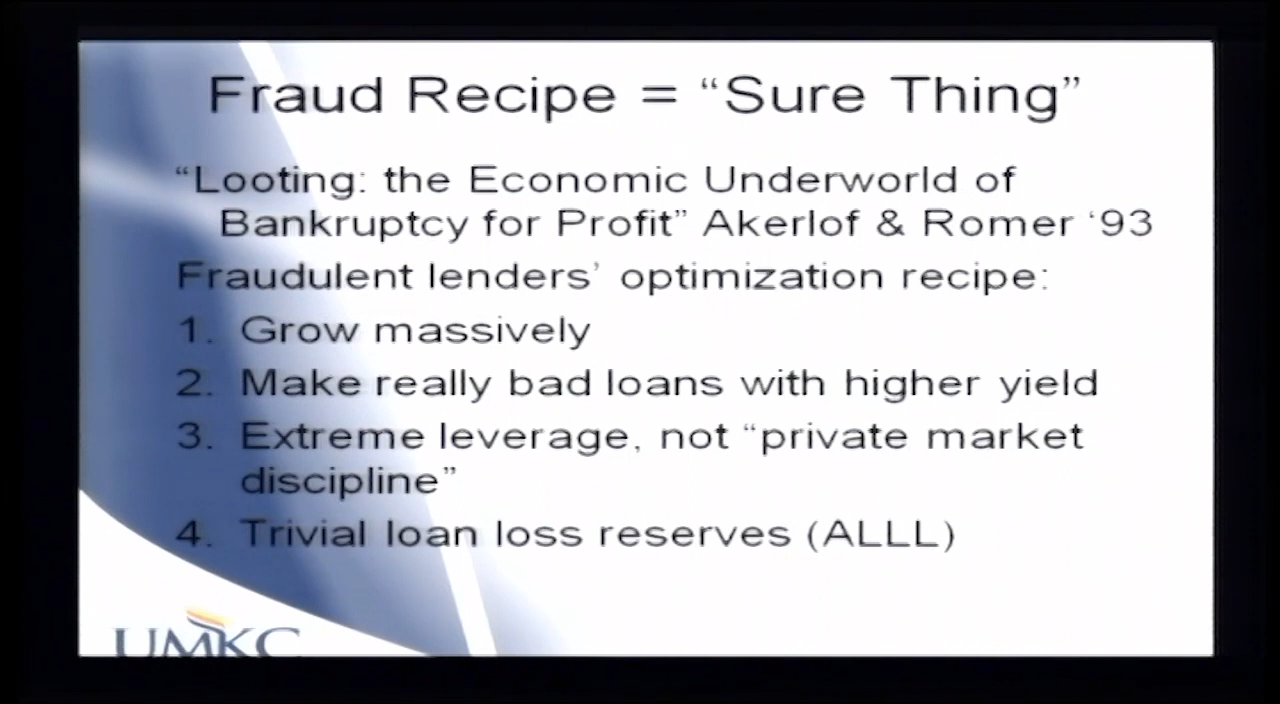 Fraud Recipe = “Sure Thing”
“Looting: the Economic Underworld of
Bankruptcy for Profit” Akerlof & Romer ‘93
Fraudulent lenders’ optimization recipe:
1. Grow massively
2. Make really bad loans with higher yield
3. Extreme leverage, not “private market
discipline”
4. Trivial loan loss reserves (ALLL)
UMKC